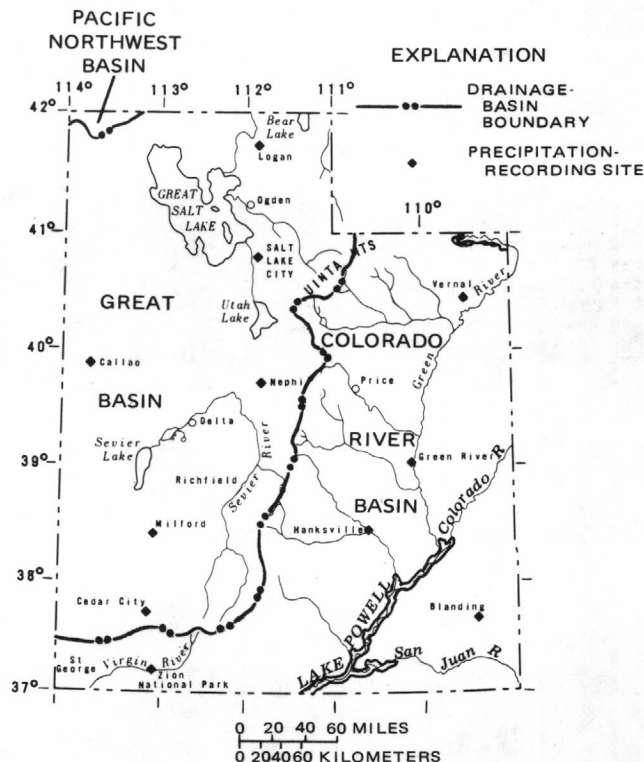 PACIFIC
NORTHWEST
BASIN
114° 113° 112° 111°
42°
EXPLANATION
DRAINAGE-
BASIN
BOUNDARY
PRECIPITATION-
RECORDING SITE
110°
Bear
Lake
Logan
Ogden
GREAT
SALT
LAKE
41°
SALT
LAKE
CITY
UINTA MTS
Vernal
River
Green
GREAT
Utah
Lake
COLORADO
40°
Callao
Nephi
Price
BASIN
Delta
Sevier
Lake
RIVER
Green River
39°
Richfield
Sevier River
BASIN
Colorado R
Milford
Hanksville
38°
Cedar City
LAKE POWELL
Blanding
St
George
Virgin River
Zion
National Park
San Juan R
37°
0 20 40 60 MILES
0 20 40 60 KILOMETERS